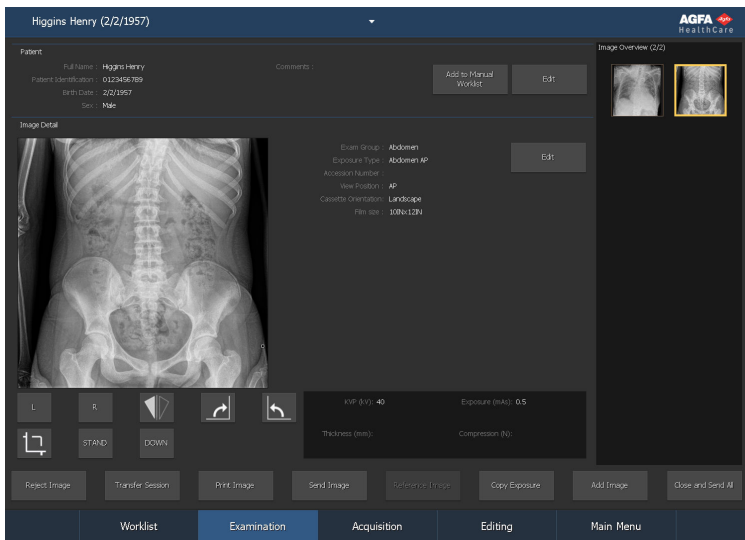 Higgins Henry (2/2/1957)
AGFA
HealthCare
Patient
Full Name : Higgins Henry
Comments :
Patient Identification : 0123456789
Birth Date : 2/2/1957
Sex : Male
Add to Manual
Worklist
Edit
Image Overview (2/2)
Image Detail
Exam Group : Abdomen
Exposure Type : Abdomen AP
Accession Number :
View Position : AP
Cassette Orientation: Landscape
Film size : 10INx12IN
Edit
L
R
STAND
DOWN
KVP (kV): 40
Exposure (mAs): 0.5
Thickness (mm):
Compression (N):
Reject Image
Transfer Session
Print Image
Send Image
Reference Image
Copy Exposure
Add Image
Close and Send All
Worklist
Examination
Acquisition
Editing
Main Menu